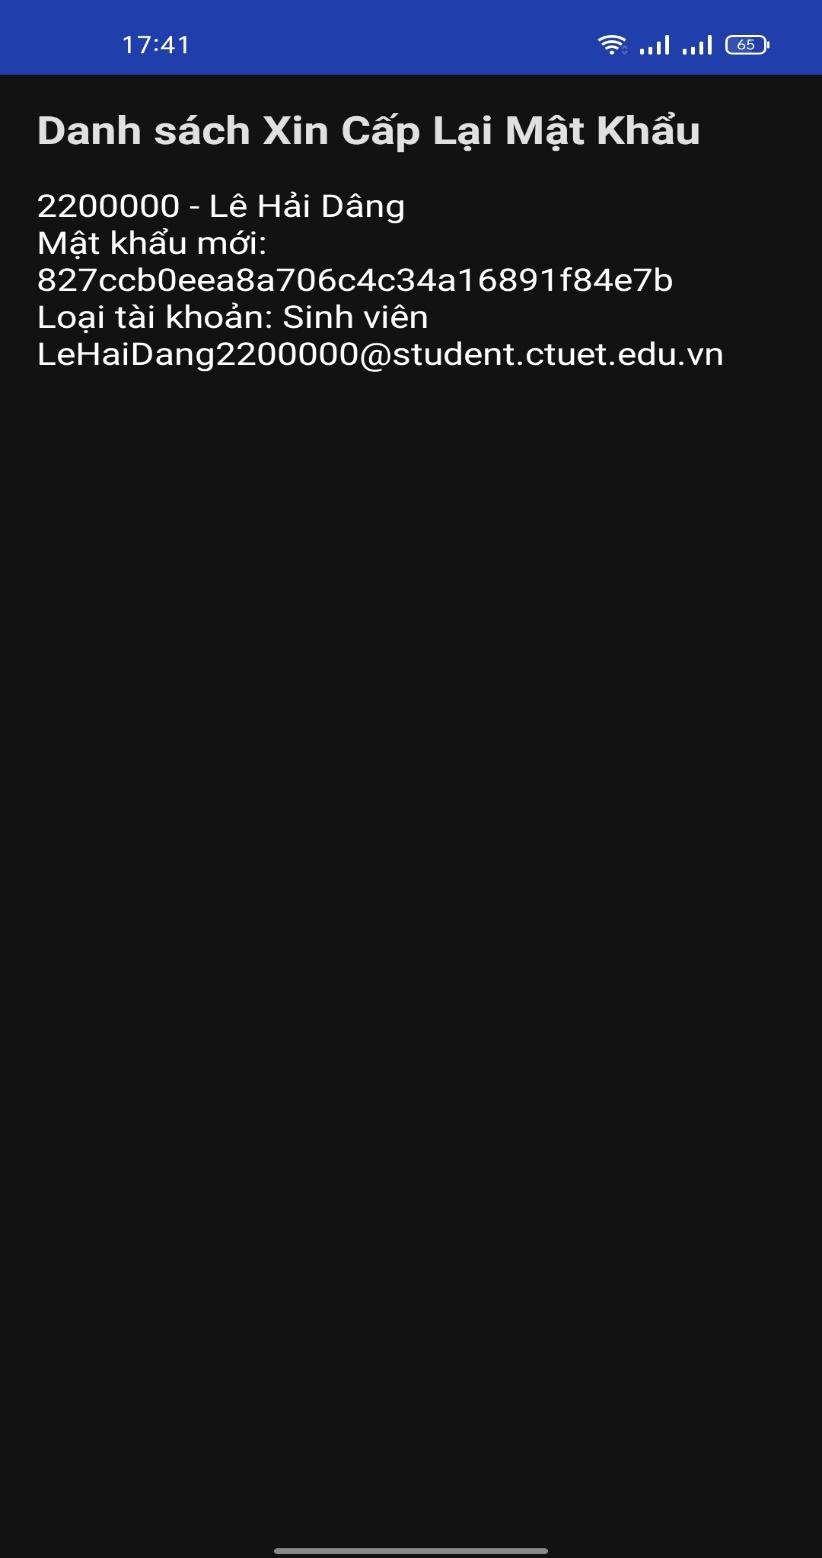 17:41
65
Danh sách Xin Cấp Lại Mật Khẩu
2200000 - Lê Hải Dâng
Mật khẩu mới:
827ccb0eea8a706c4c34a16891f84e7b
Loại tài khoản: Sinh viên
LeHaiDang2200000@student.ctuet.edu.vn